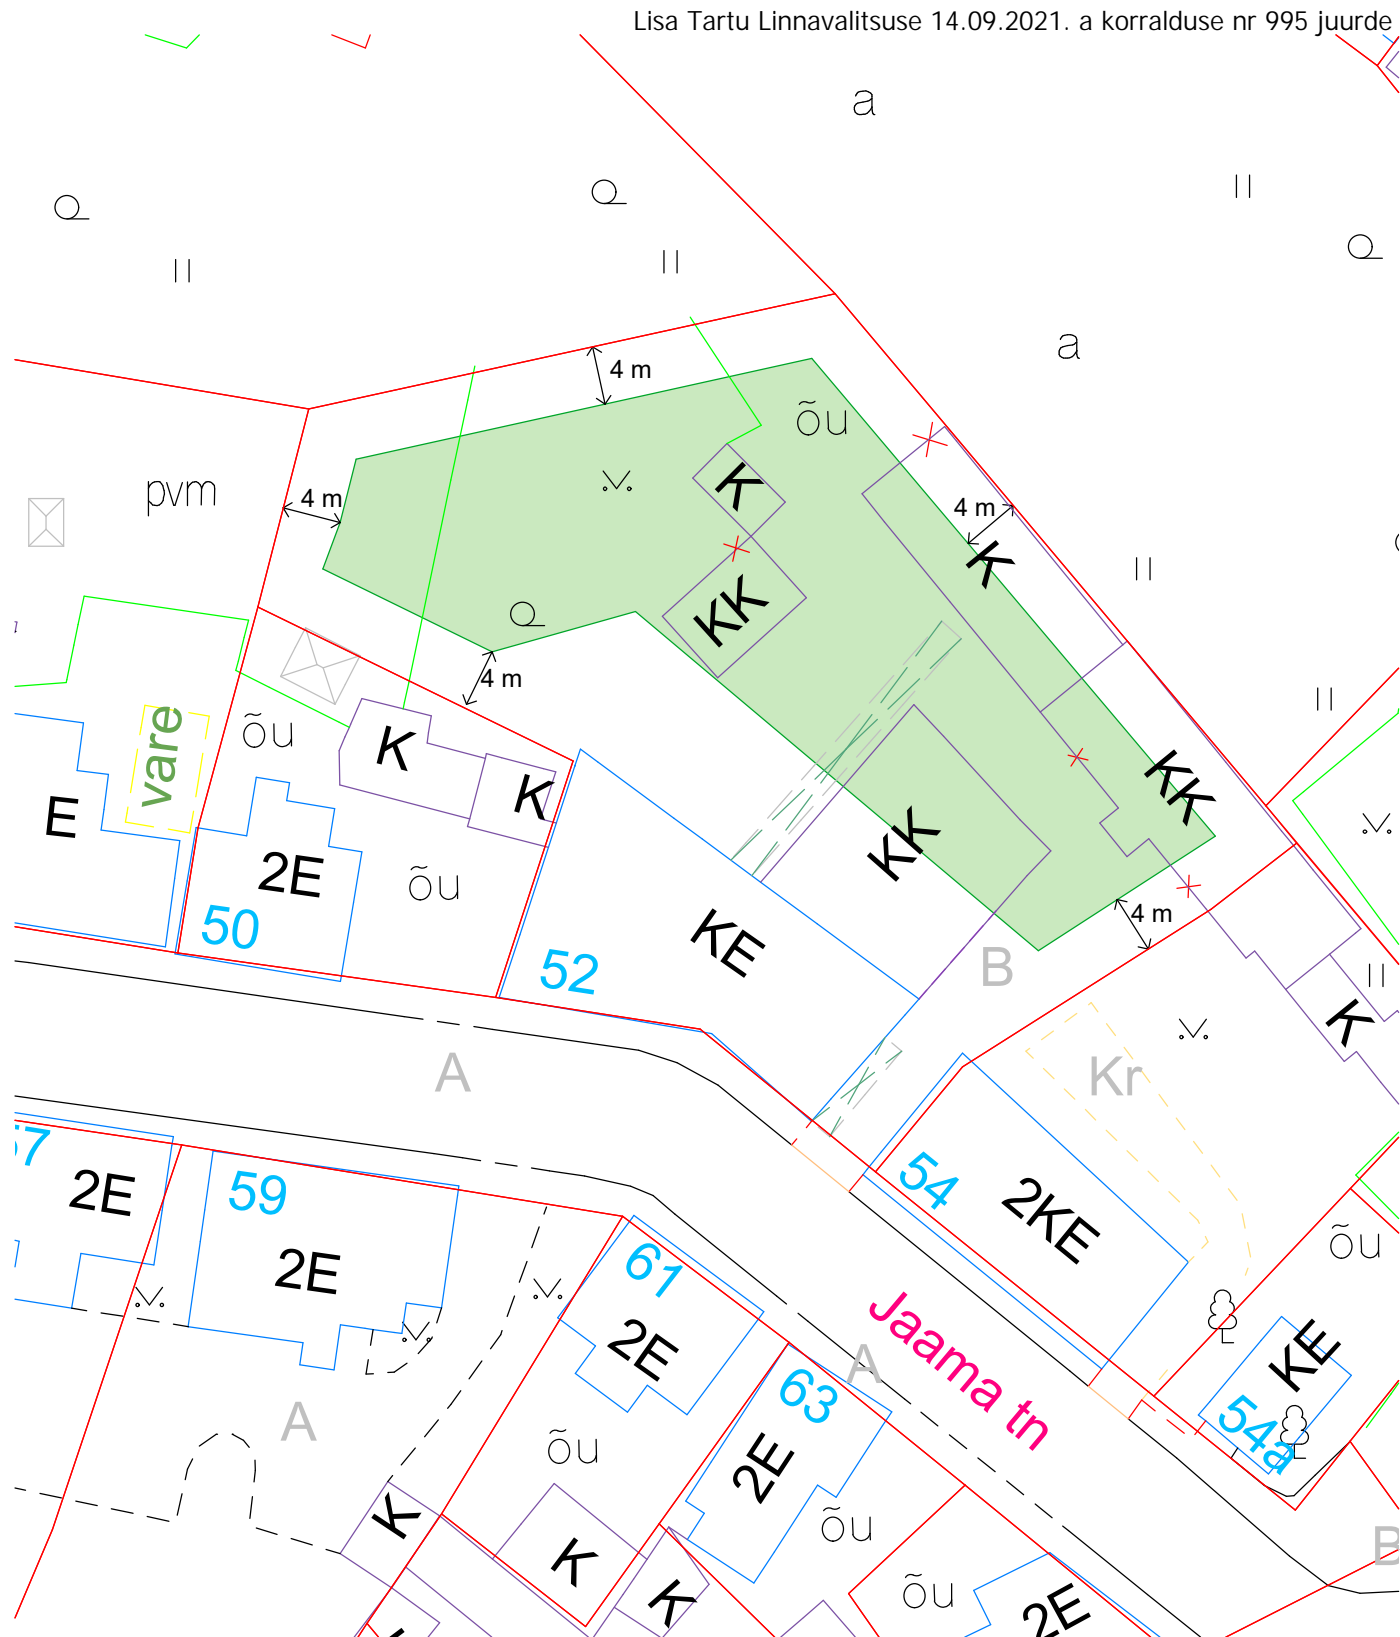 Lisa Tartu Linnavalitsuse 14.09.2021. a korralduse nr 995 juurde
a
a
4 m
õu
pvm
4 m
K
4 m
K
KK
4 m
vare
õu
K
K
KK
E
2E
õu
KK
50
52
KE
4 m
B
K
A
Kr
57
2E
59
2E
54
2KE
õu
61
2E
Jaama tn
A
KE
63
54a
A
õu
2E
K
õu
K
K
B
õu
2E